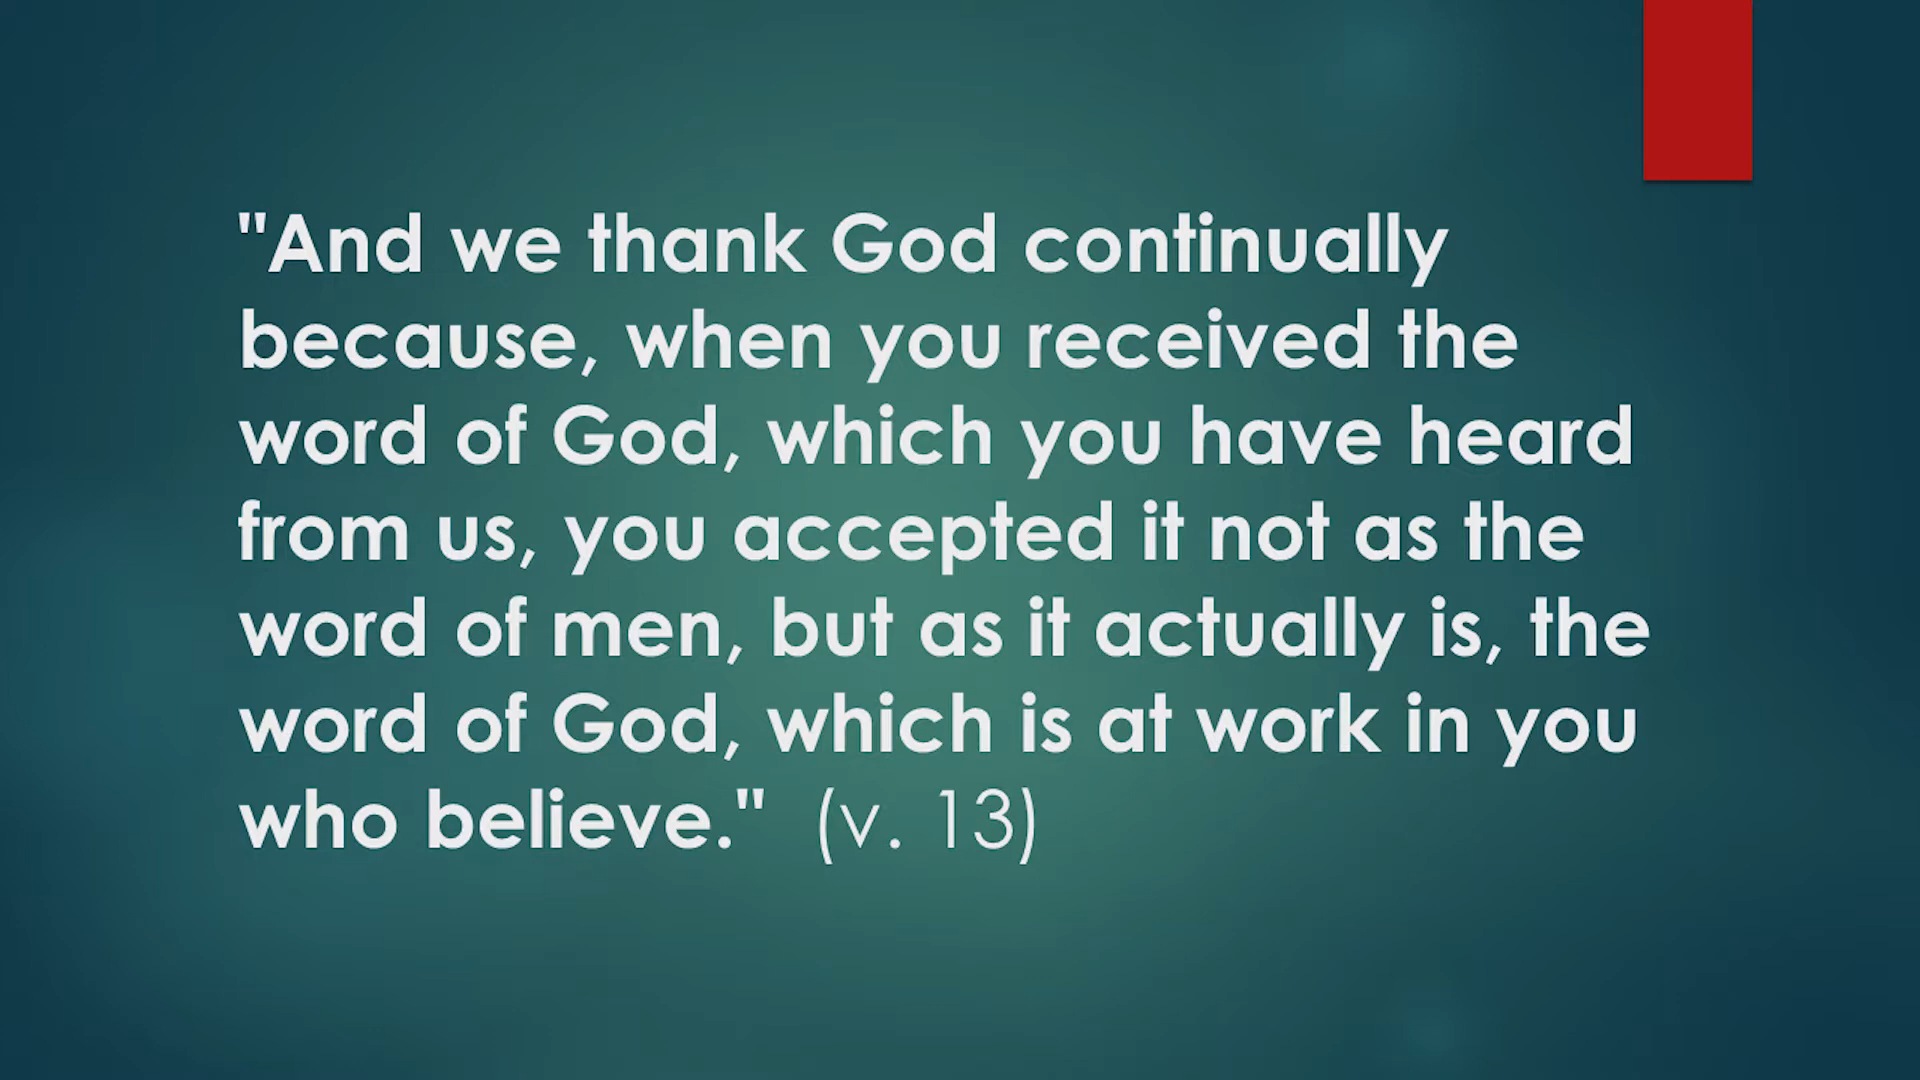 "And we thank God continually
because, when you received the
word of God, which you have heard
from us, you accepted it not as the
word of men, but as it actually is, the
word of God, which is at work in you
who believe."  (v. 13)